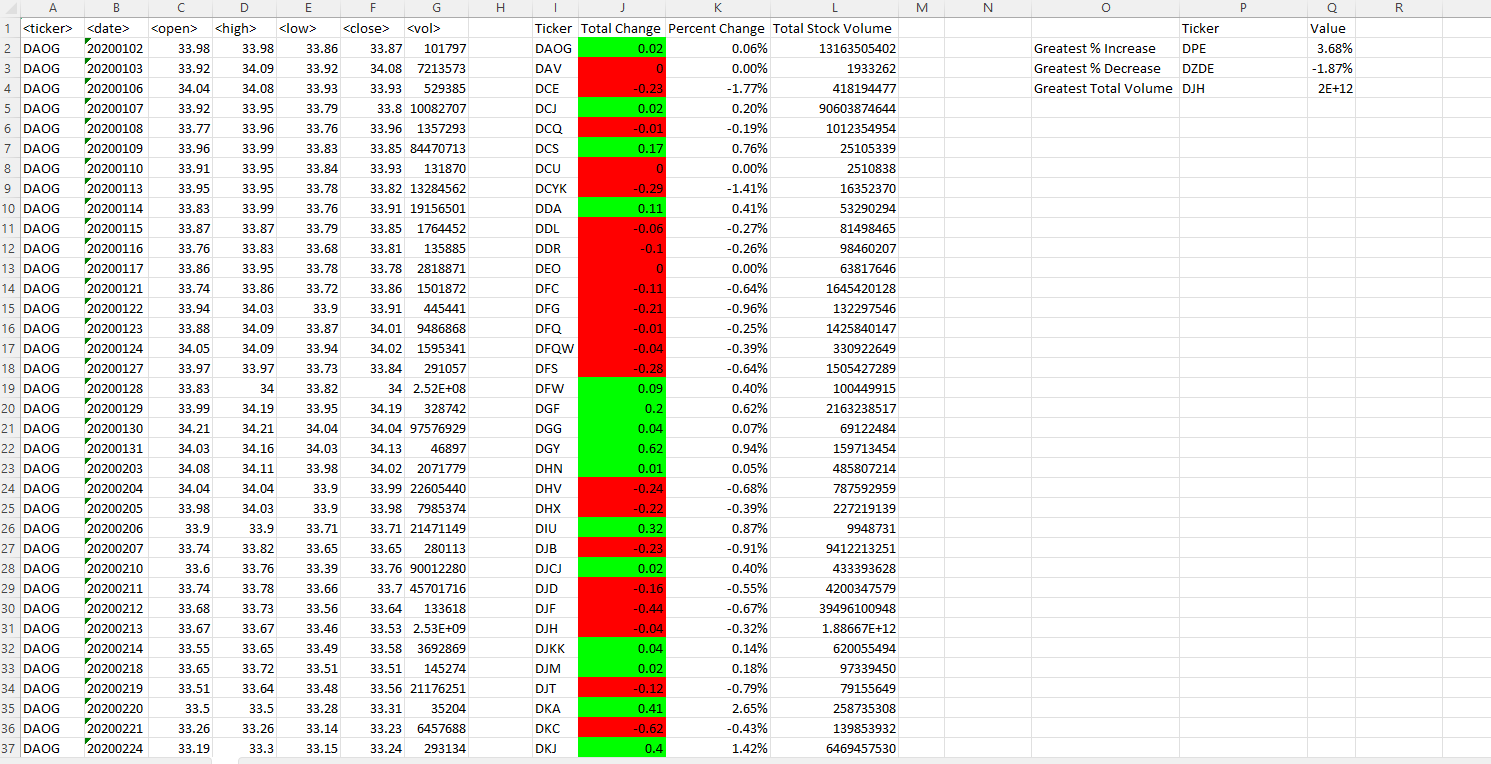 A B C D E F G H I J K L M N O P Q R
1 <ticker> <date> <open> <high> <low> <close> <vol> Ticker Total Change Percent Change Total Stock Volume Ticker Value
2 DAOG 20200102 33.98 33.98 33.86 33.87 101797 DAOG 0.02 0.06% 13163505402 Greatest % Increase DPE 3.68%
3 DAOG 20200103 33.92 34.09 33.92 34.08 7213573 DAV 0 0.00% 1933262 Greatest % Decrease DZDE -1.87%
4 DAOG 20200106 34.04 34.08 33.93 33.93 529385 DCE -0.23 -1.77% 418194477 Greatest Total Volume DJH 2E+12
5 DAOG 20200107 33.92 33.95 33.79 33.8 10082707 DCJ 0.02 0.20% 90603874644
6 DAOG 20200108 33.77 33.96 33.76 33.96 1357293 DCQ -0.01 -0.19% 1012354954
7 DAOG 20200109 33.96 33.99 33.83 33.85 84470713 DCS 0.17 0.76% 25105339
8 DAOG 20200110 33.91 33.95 33.84 33.93 131870 DCU 0 0.00% 2510838
9 DAOG 20200113 33.95 33.95 33.78 33.82 13284562 DCYK -0.29 -1.41% 16352370
10 DAOG 20200114 33.83 33.99 33.76 33.91 19156501 DDA 0.11 0.41% 53290294
11 DAOG 20200115 33.87 33.87 33.79 33.85 1764452 DDL -0.06 -0.27% 81498465
12 DAOG 20200116 33.76 33.83 33.68 33.81 135885 DDR -0.1 -0.26% 98460207
13 DAOG 20200117 33.86 33.95 33.78 33.78 2818871 DEO 0 0.00% 63817646
14 DAOG 20200121 33.74 33.86 33.72 33.86 1501872 DFC -0.11 -0.64% 1645420128
15 DAOG 20200122 33.94 34.03 33.9 33.91 445441 DFG -0.21 -0.96% 132297546
16 DAOG 20200123 33.88 34.09 33.87 34.01 9486868 DFQ -0.01 -0.25% 1425840147
17 DAOG 20200124 34.05 34.09 33.94 34.02 1595341 DFQW -0.04 -0.39% 330922649
18 DAOG 20200127 33.97 33.97 33.73 33.84 291057 DFS -0.28 -0.64% 1505427289
19 DAOG 20200128 33.83 34 33.82 34 2.52E+08 DFW 0.09 0.40% 100449915
20 DAOG 20200129 33.99 34.19 33.95 34.19 328742 DGF 0.2 0.62% 2163238517
21 DAOG 20200130 34.21 34.21 34.04 34.04 97576929 DGG 0.04 0.07% 69122484
22 DAOG 20200131 34.03 34.16 34.03 34.13 46897 DGY 0.62 0.94% 159713454
23 DAOG 20200203 34.08 34.11 33.98 34.02 2071779 DHN 0.01 0.05% 485807214
24 DAOG 20200204 34.04 34.04 33.9 33.99 22605440 DHV -0.24 -0.68% 787592959
25 DAOG 20200205 33.98 34.03 33.9 33.98 7985374 DHX -0.22 -0.39% 227219139
26 DAOG 20200206 33.9 33.9 33.71 33.71 21471149 DIU 0.32 0.87% 9948731
27 DAOG 20200207 33.74 33.82 33.65 33.65 280113 DJB -0.23 -0.91% 9412213251
28 DAOG 20200210 33.6 33.76 33.39 33.76 90012280 DJCJ 0.02 0.40% 433393628
29 DAOG 20200211 33.74 33.78 33.66 33.7 45701716 DJD -0.16 -0.55% 4200347579
30 DAOG 20200212 33.68 33.73 33.56 33.64 133618 DJF -0.44 -0.67% 39496100948
31 DAOG 20200213 33.67 33.67 33.46 33.53 2.53E+09 DJH -0.04 -0.32% 1.88667E+12
32 DAOG 20200214 33.55 33.65 33.49 33.58 3692869 DJKK 0.04 0.14% 620055494
33 DAOG 20200218 33.65 33.72 33.51 33.51 145274 DJM 0.02 0.18% 97339450
34 DAOG 20200219 33.51 33.64 33.48 33.56 21176251 DJT -0.12 -0.79% 79155649
35 DAOG 20200220 33.5 33.5 33.28 33.31 35204 DKA 0.41 2.65% 258735308
36 DAOG 20200221 33.26 33.26 33.14 33.23 6457688 DKC -0.62 -0.43% 139853932
37 DAOG 20200224 33.19 33.3 33.15 33.24 293134 DKJ 0.4 1.42% 6469457530